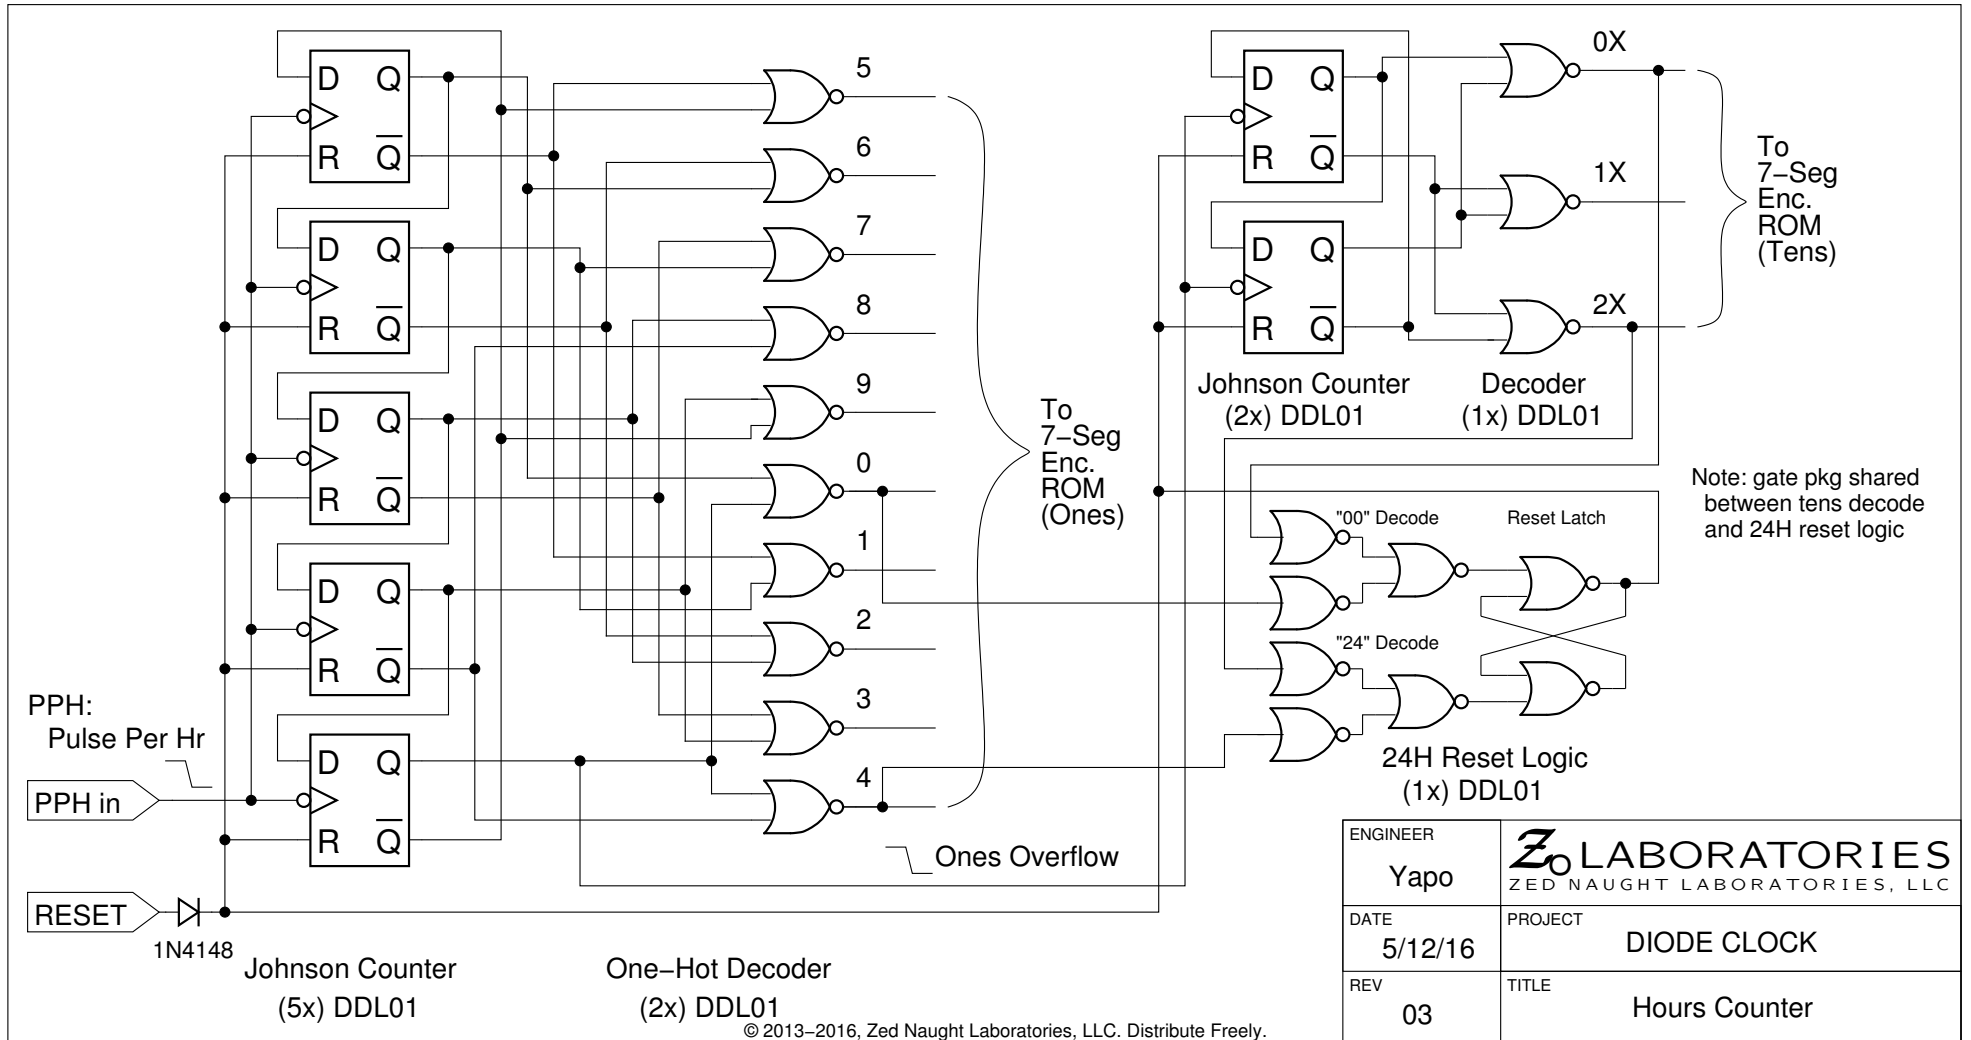 D Q
Q
R
D Q
Q
R
D Q
Q
R
D Q
Q
R
D Q
Q
R
PPH:
Pulse Per Hr
PPH in
RESET
1N4148
Johnson Counter
(5x) DDL01
5
6
7
8
9
0
1
2
3
4
One−Hot Decoder
(2x) DDL01
To
7−Seg
Enc.
ROM
(Ones)
Ones Overflow
D Q
Q
R
D Q
Q
R
Johnson Counter
(2x) DDL01
0X
1X
2X
Decoder
(1x) DDL01
To
7−Seg
Enc.
ROM
(Tens)
Note: gate pkg shared
between tens decode
and 24H reset logic
"00" Decode
Reset Latch
"24" Decode
24H Reset Logic
(1x) DDL01
ENGINEER
Yapo
Zo LABORATORIES
ZED NAUGHT LABORATORIES, LLC
DATE
5/12/16
PROJECT
DIODE CLOCK
REV
03
TITLE
Hours Counter
© 2013−2016, Zed Naught Laboratories, LLC. Distribute Freely.